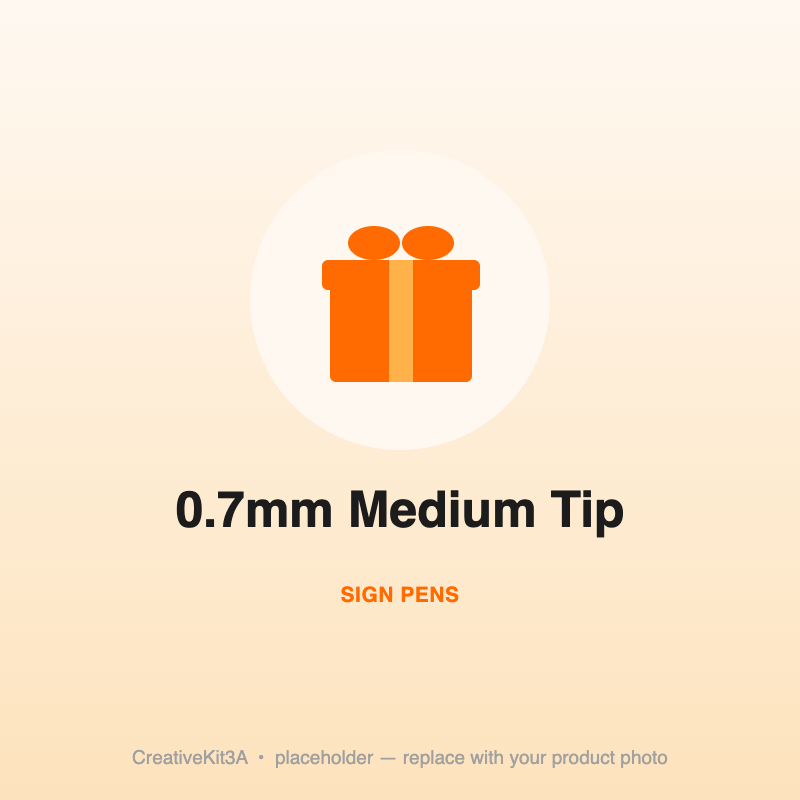 0.7mm Medium Tip
SIGN PENS
CreativeKit3A • placeholder — replace with your product photo